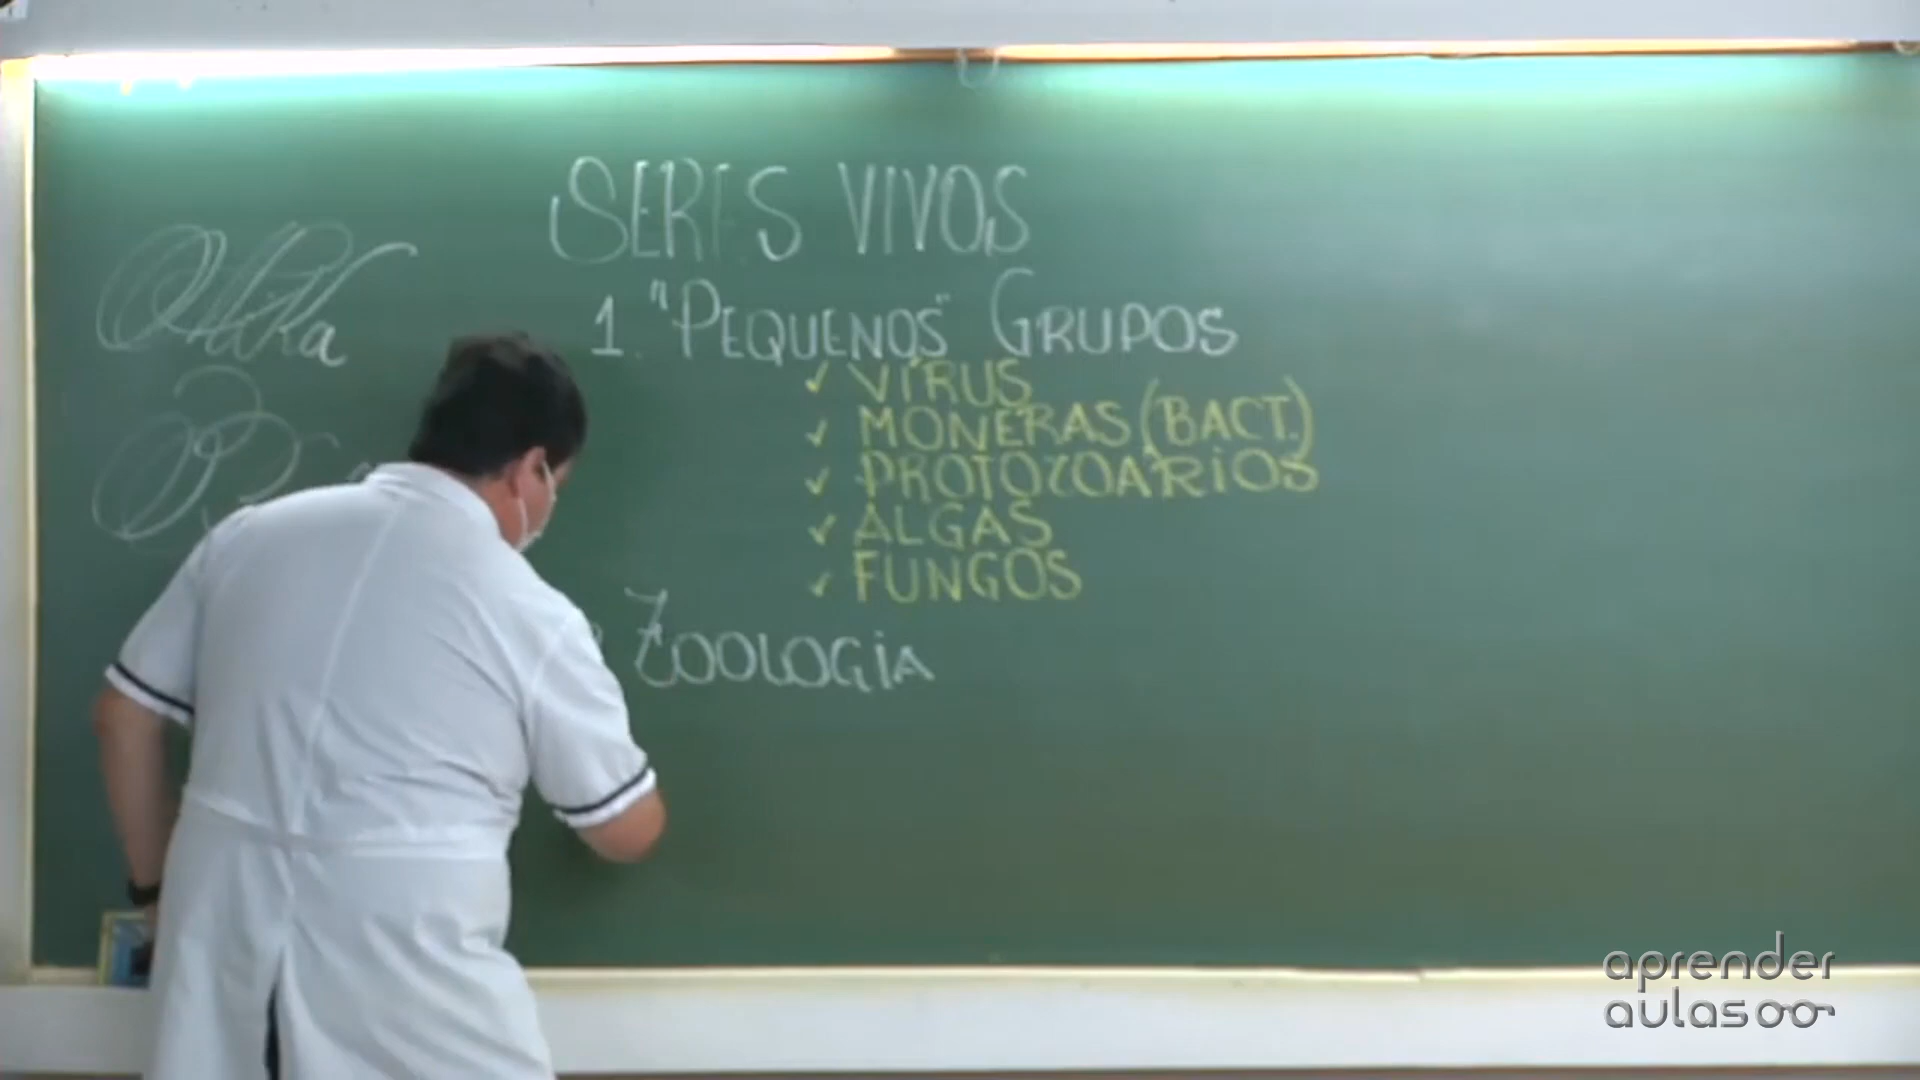 SERES VIVOS
1. "PEQUENOS" GRUPOS
✓ VÍRUS
✓ MONERAS (BACT.)
✓ PROTOZOÁRIOS
✓ ALGAS
✓ FUNGOS
ZOOLOGIA
aprender
aulas